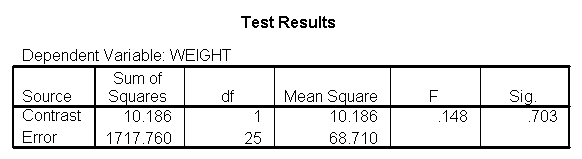 Test Results
Dependent Variable: WEIGHT
Source Sum of Squares df Mean Square F Sig.
Contrast 10.186 1 10.186 .148 .703
Error 1717.760 25 68.710